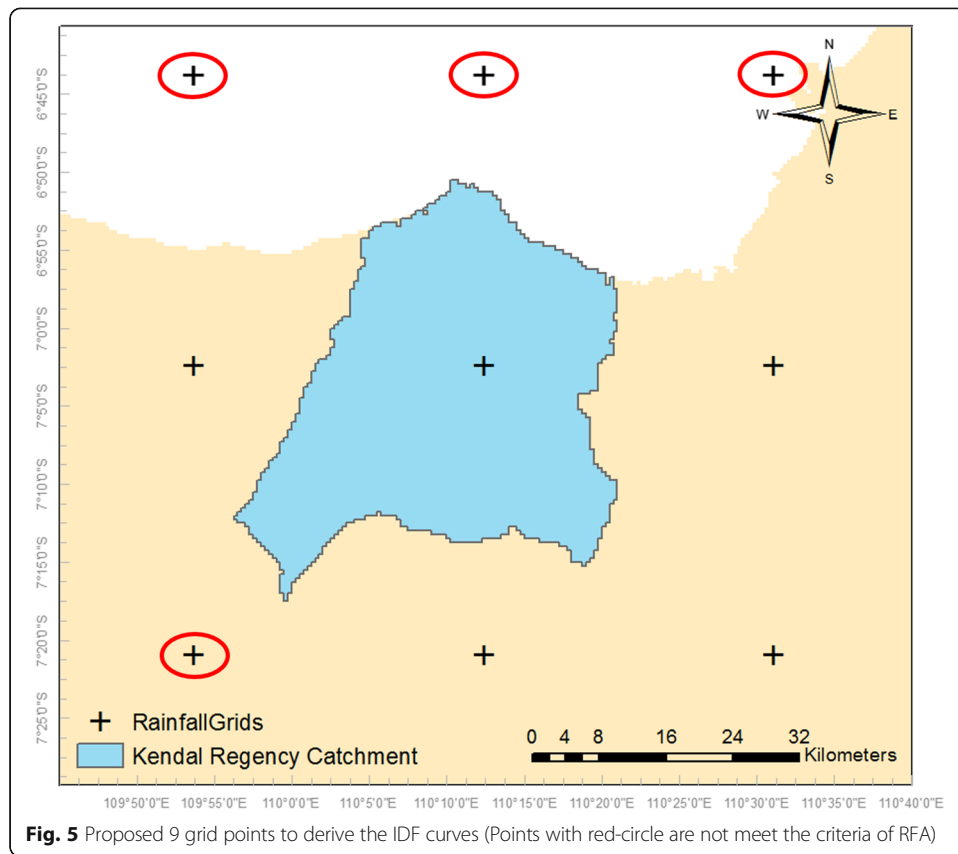 N
W E
S
6°45'0"S
6°50'0"S
6°55'0"S
7°0'0"S
7°5'0"S
7°10'0"S
7°15'0"S
7°20'0"S
7°25'0"S
RainfallGrids
Kendal Regency Catchment
0 4 8 16 24 32
Kilometers
109°50'0"E 109°55'0"E 110°0'0"E 110°5'0"E 110°10'0"E 110°15'0"E 110°20'0"E 110°25'0"E 110°30'0"E 110°35'0"E 110°40'0"E
Fig. 5 Proposed 9 grid points to derive the IDF curves (Points with red-circle are not meet the criteria of RFA)